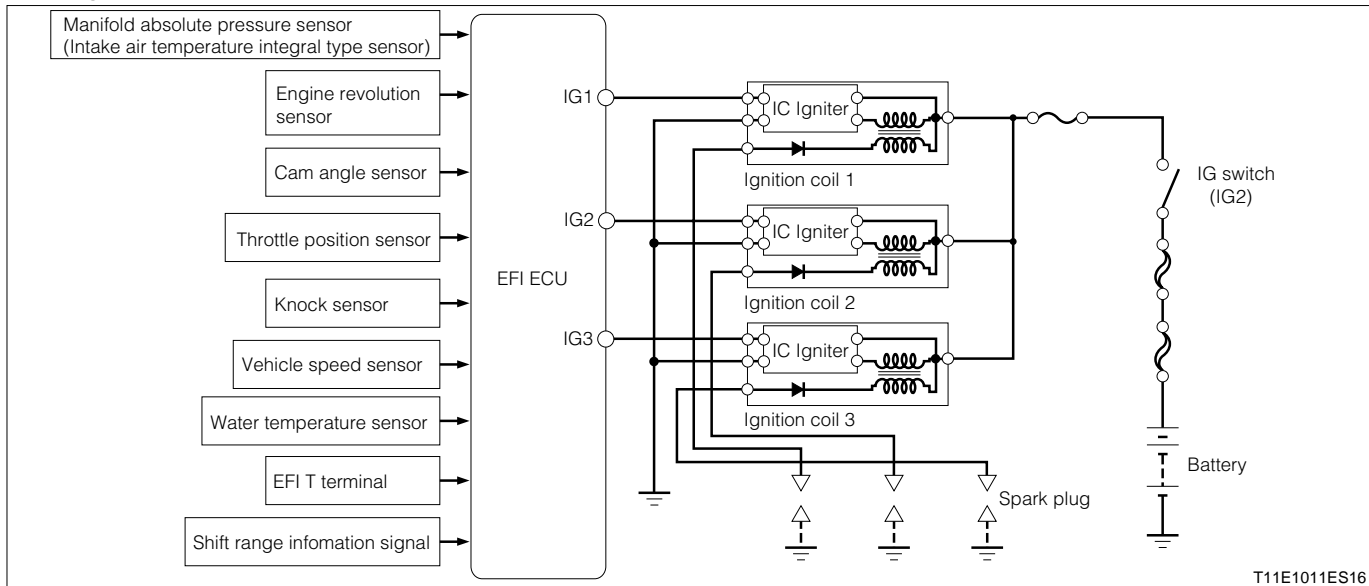 Manifold absolute pressure sensor
(Intake air temperature integral type sensor)
Engine revolution
sensor
Cam angle sensor
Throttle position sensor
Knock sensor
Vehicle speed sensor
Water temperature sensor
EFI T terminal
Shift range infomation signal
EFI ECU
IG1
IG2
IG3
IC Igniter
Ignition coil 1
IC Igniter
Ignition coil 2
IC Igniter
Ignition coil 3
Spark plug
IG switch
(IG2)
Battery
T11E1011ES16